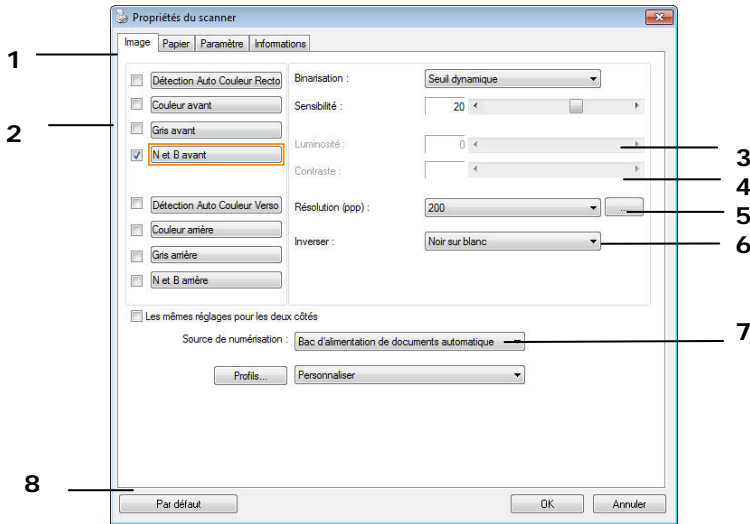 Propriétés du scanner
Image Papier Paramètre Informations
1
2
Détection Auto Couleur Recto
Couleur avant
Gris avant
N et B avant
Détection Auto Couleur Verso
Couleur arrière
Gris arrière
N et B arrière
Binarisation : Seuil dynamique
Sensibilité : 20
Luminosité : 0
Contraste :
Résolution (ppp) : 200 ...
Inverser : Noir sur blanc
3
4
5
6
Les mêmes réglages pour les deux côtés
Source de numérisation : Bac d'alimentation de documents automatique
7
Profils... Personnaliser
8
Par défaut OK Annuler